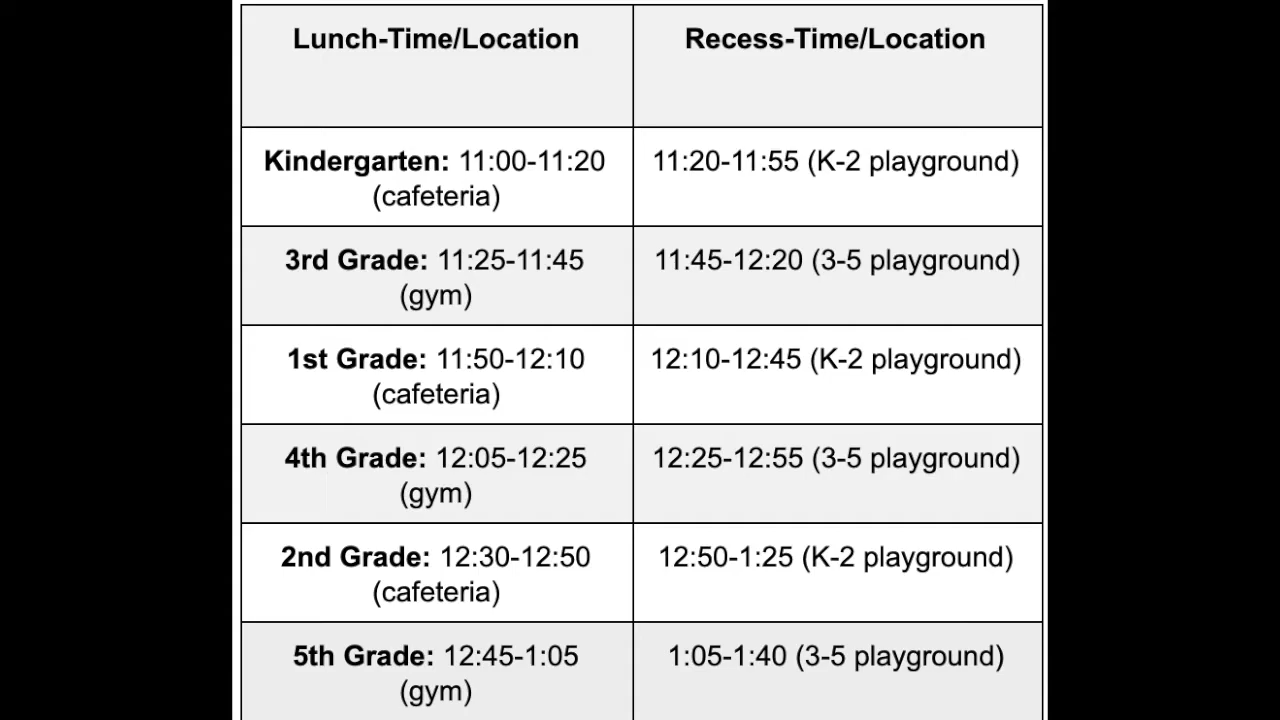 Lunch-Time/Location
Recess-Time/Location
Kindergarten: 11:00-11:20
(cafeteria)
11:20-11:55 (K-2 playground)
3rd Grade: 11:25-11:45
(gym)
11:45-12:20 (3-5 playground)
1st Grade: 11:50-12:10
(cafeteria)
12:10-12:45 (K-2 playground)
4th Grade: 12:05-12:25
(gym)
12:25-12:55 (3-5 playground)
2nd Grade: 12:30-12:50
(cafeteria)
12:50-1:25 (K-2 playground)
5th Grade: 12:45-1:05
(gym)
1:05-1:40 (3-5 playground)